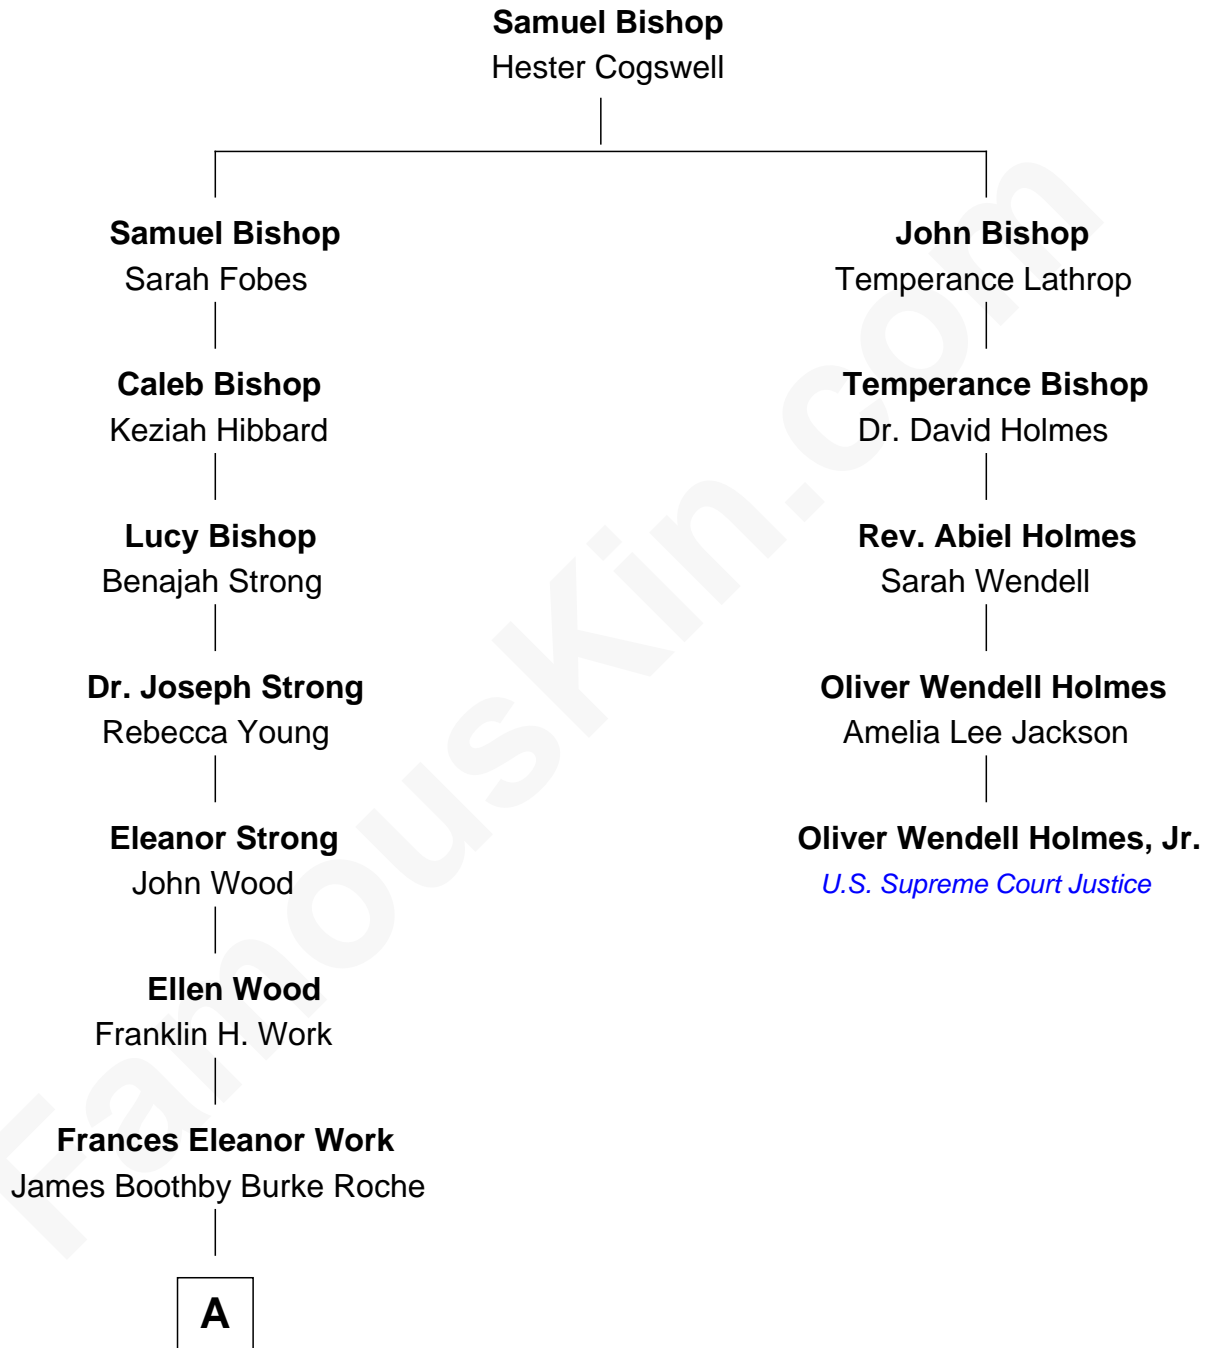 Samuel Bishop
Hester Cogswell
Samuel Bishop
Sarah Fobes
John Bishop
Temperance Lathrop
Caleb Bishop
Keziah Hibbard
Temperance Bishop
Dr. David Holmes
Lucy Bishop
Benajah Strong
Rev. Abiel Holmes
Sarah Wendell
Dr. Joseph Strong
Rebecca Young
Oliver Wendell Holmes
Amelia Lee Jackson
Eleanor Strong
John Wood
Oliver Wendell Holmes, Jr.
U.S. Supreme Court Justice
Ellen Wood
Franklin H. Work
Frances Eleanor Work
James Boothby Burke Roche
A
FamousKin.com